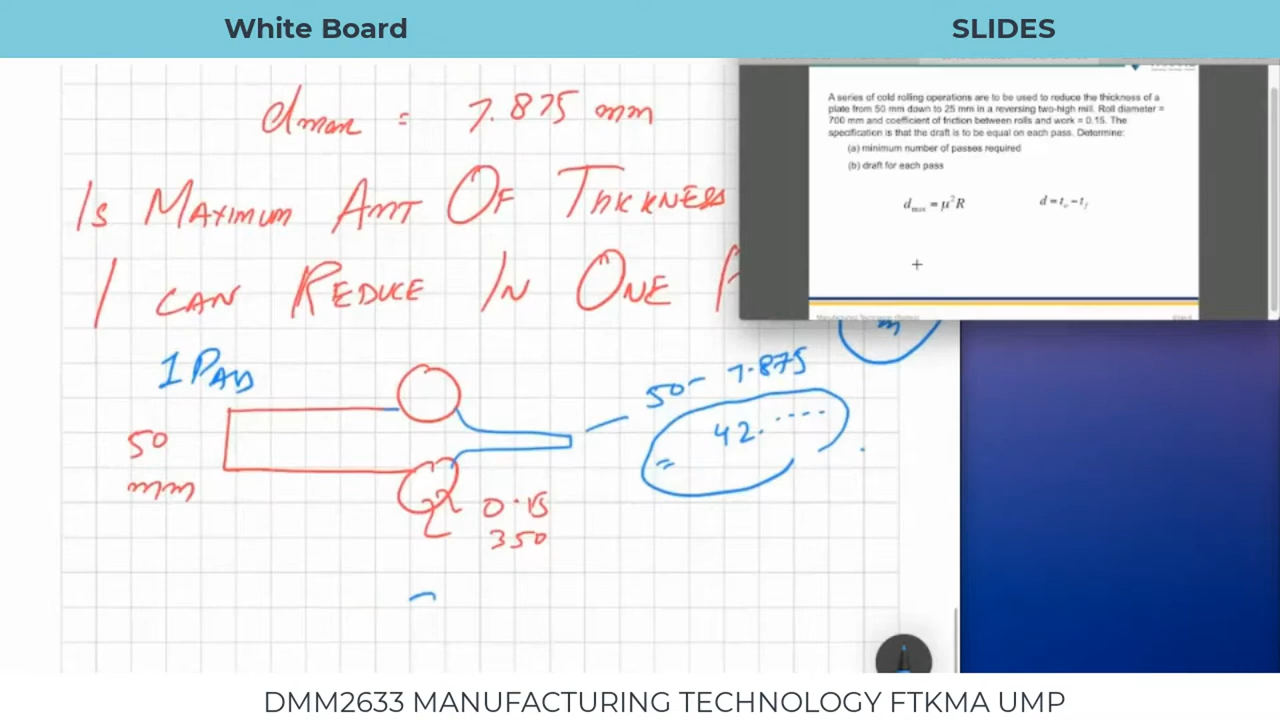 White Board
SLIDES
dmax = 7.875 mm
Is MAXIMUM AMT OF THICKNESS
I CAN REDUCE IN ONE
A series of cold rolling operations are to be used to reduce the thickness of a
plate from 50 mm down to 25 mm in a reversing two-high mill. Roll diameter =
700 mm and coefficient of friction between rolls and work = 0.15. The
specification is that the draft is to be equal on each pass. Determine:
(a) minimum number of passes required
(b) draft for each pass
d_max = μ²R
d = t_o - t_f
m
1 PASS
50 - 7.875
= 42. .....
50
mm
0.15
350
DMM2633 MANUFACTURING TECHNOLOGY FTKMA UMP